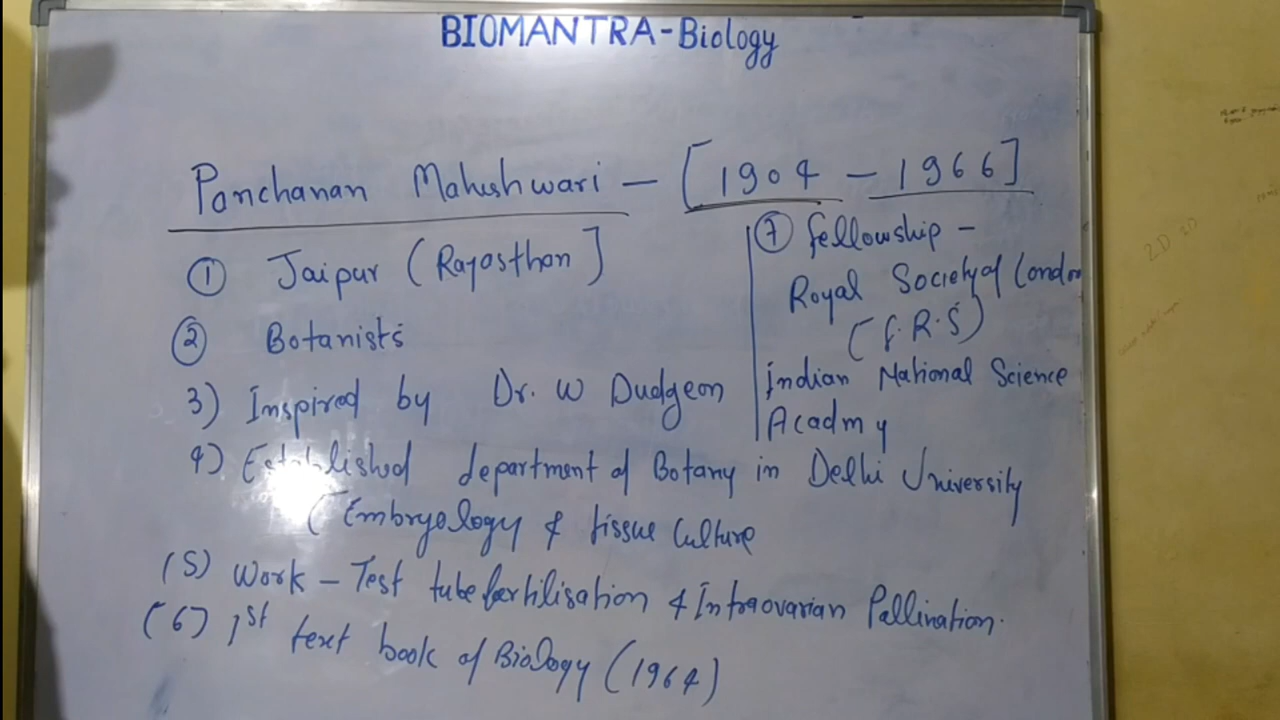 BIOMANTRA-Biology
Panchanan Maheshwari — [1904 — 1966]
① Jaipur (Rajasthan]
② Botanists
3) Inspired by Dr. W Dudgeon
4) Established department of Botany in Delhi University
(Embryology & tissue Culture
(5) Work – Test tube fertilisation & Intraovarian Pallination.
(6) 1st text book of Biology (1964)
⑦ fellowship –
Royal Society of London
(f.R.S)
Indian National Science
Acadmy